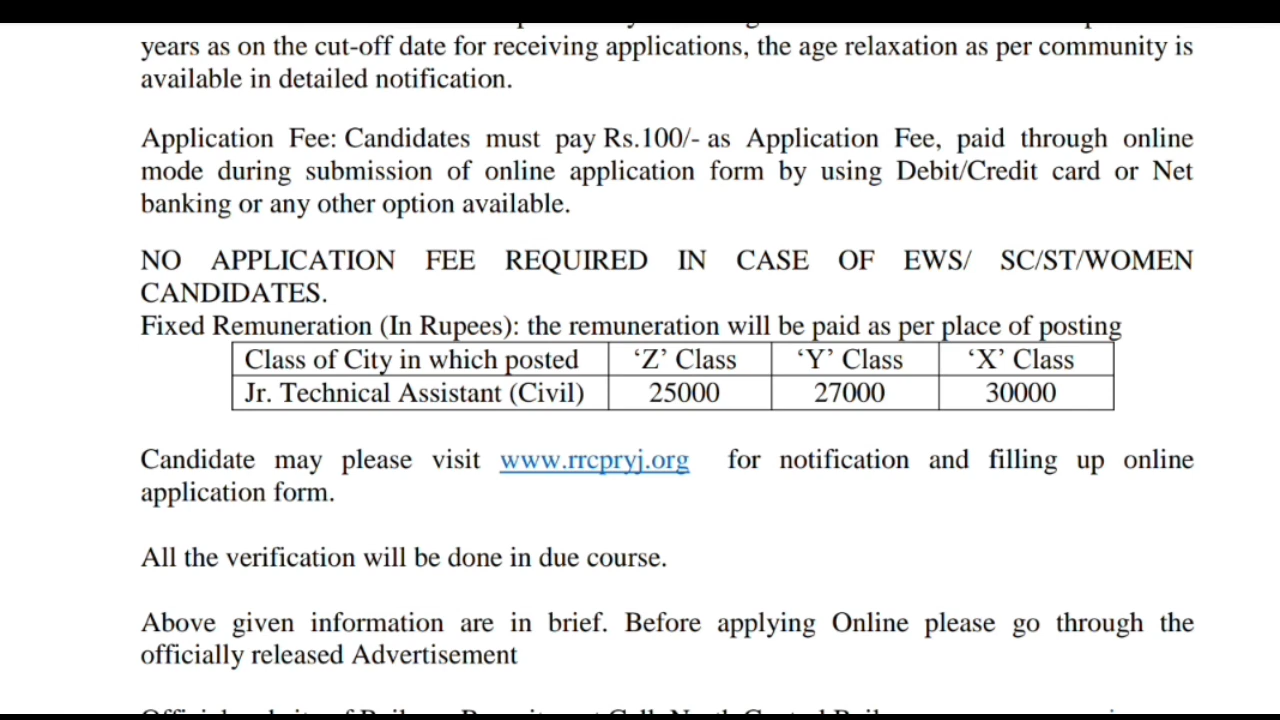 years as on the cut-off date for receiving applications, the age relaxation as per community is
available in detailed notification.
Application Fee: Candidates must pay Rs.100/- as Application Fee, paid through online
mode during submission of online application form by using Debit/Credit card or Net
banking or any other option available.
NO APPLICATION FEE REQUIRED IN CASE OF EWS/ SC/ST/WOMEN
CANDIDATES.
Fixed Remuneration (In Rupees): the remuneration will be paid as per place of posting
Class of City in which posted ‘Z’ Class ‘Y’ Class ‘X’ Class
Jr. Technical Assistant (Civil) 25000 27000 30000
Candidate may please visit www.rrcpryj.org for notification and filling up online
application form.
All the verification will be done in due course.
Above given information are in brief. Before applying Online please go through the
officially released Advertisement